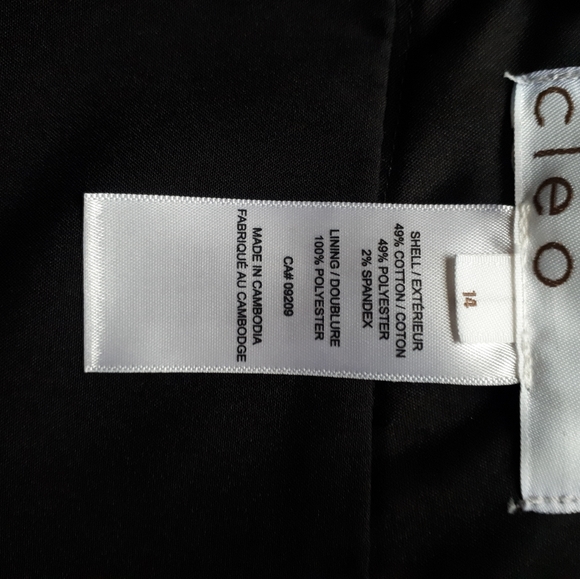 cleo
14
SHELL / EXTÉRIEUR
49% COTTON / COTON
49% POLYESTER
2% SPANDEX
LINING / DOUBLURE
100% POLYESTER
CA# 09209
MADE IN CAMBODIA
FABRIQUÉ AU CAMBODGE